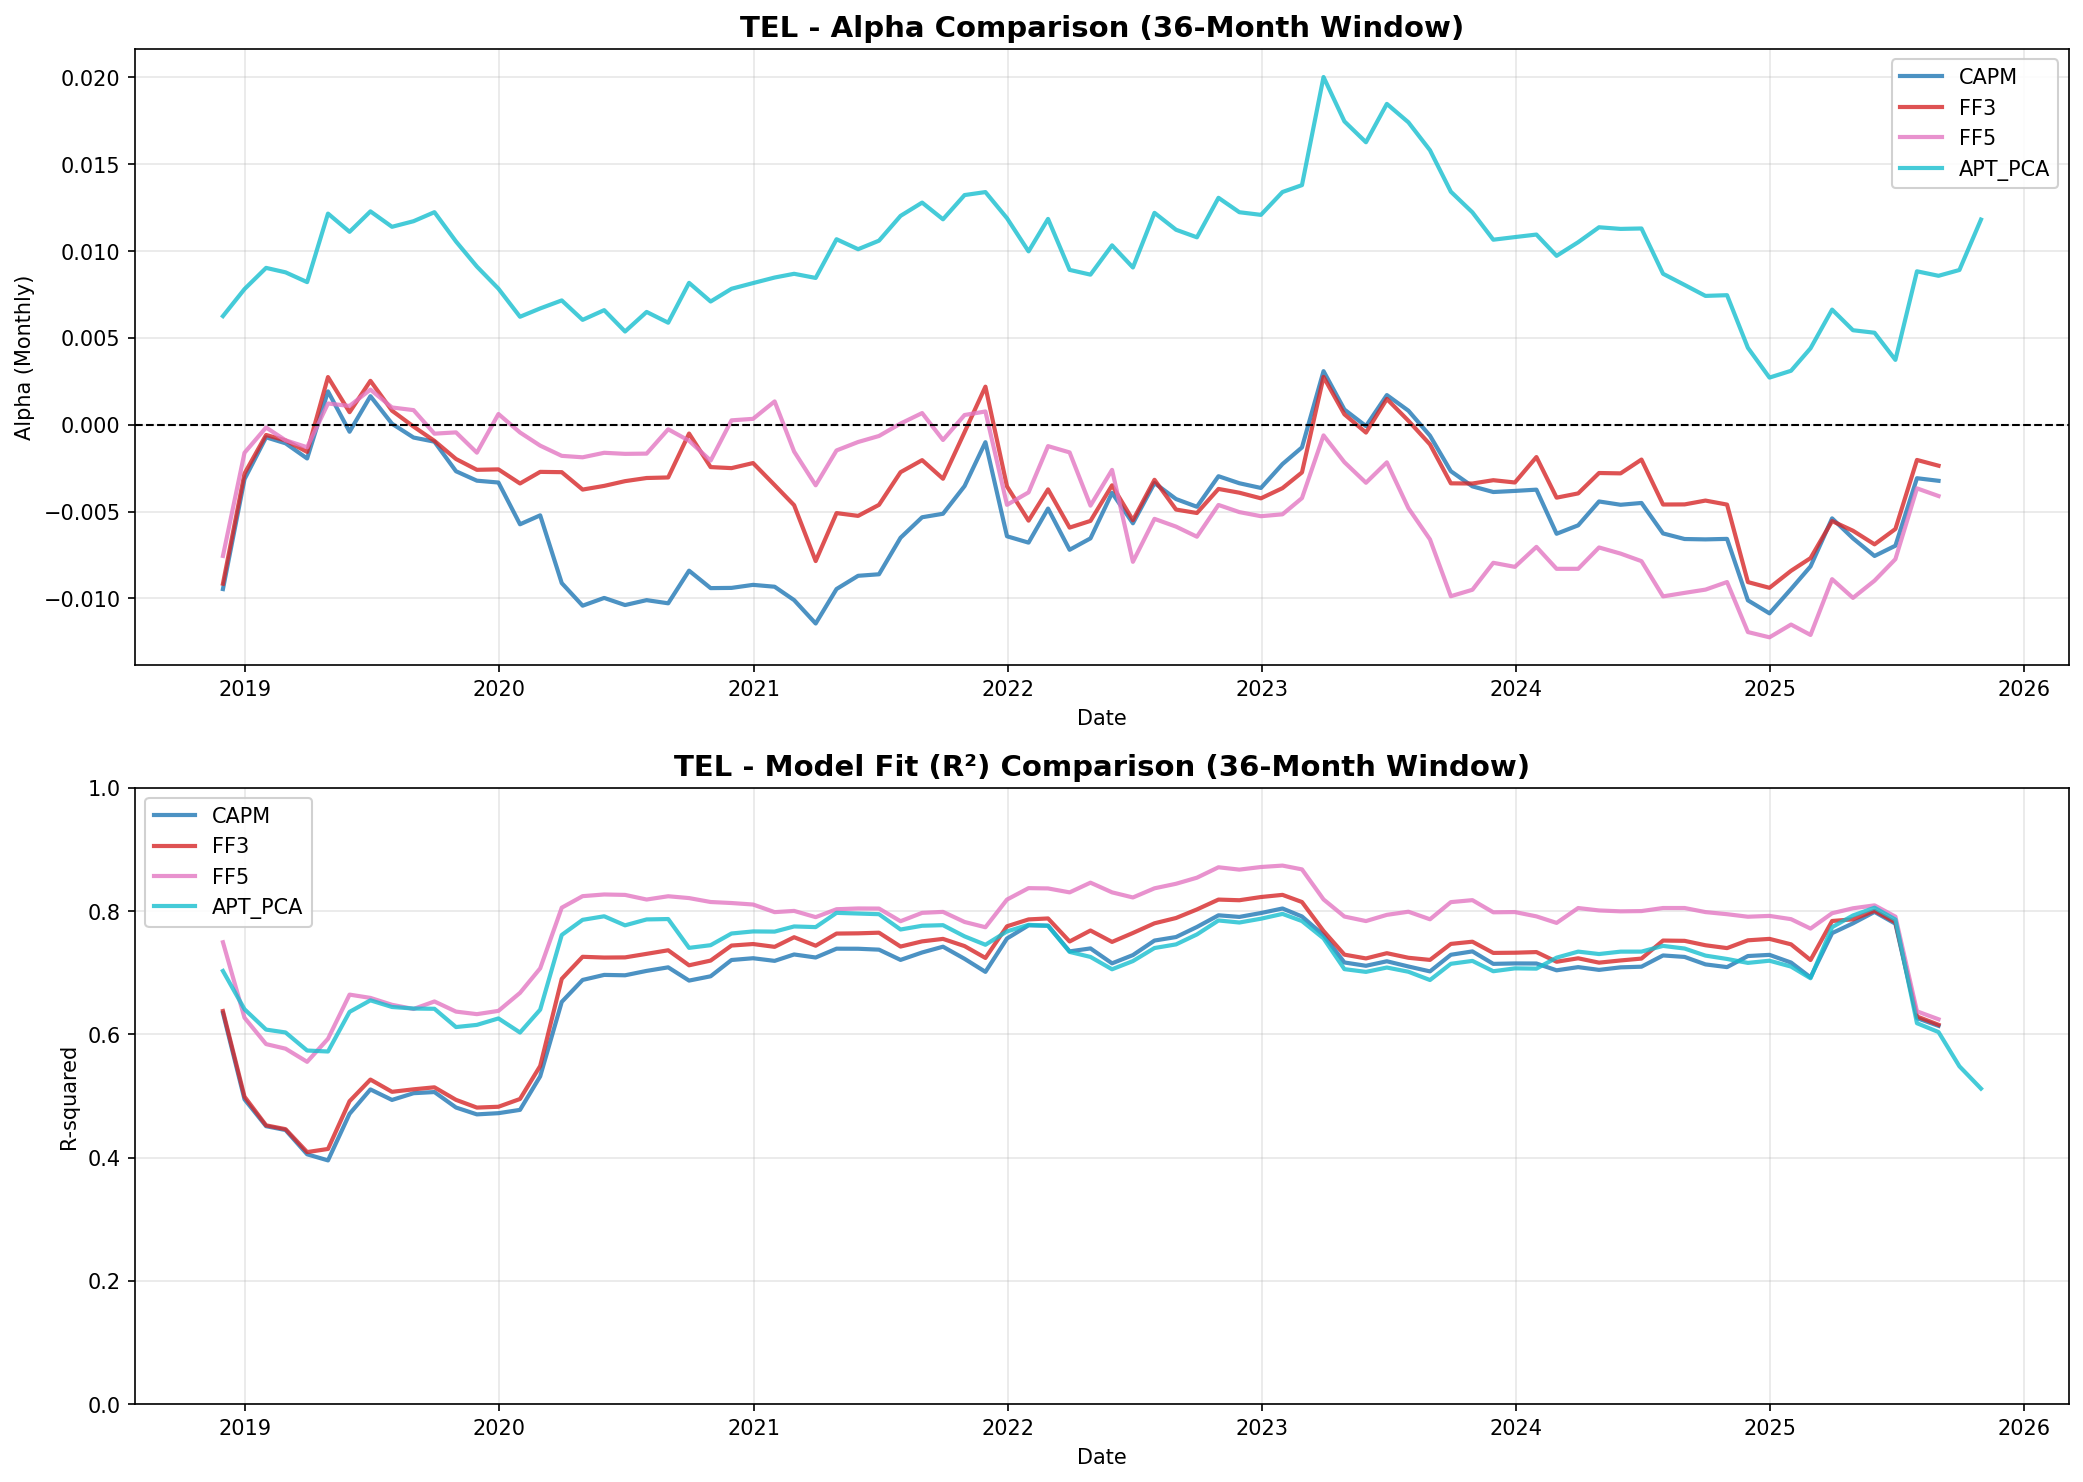 TEL - Alpha Comparison (36-Month Window)
Alpha (Monthly)
0.020
0.015
0.010
0.005
0.000
−0.005
−0.010
CAPM
FF3
FF5
APT_PCA
2019 2020 2021 2022 2023 2024 2025 2026
Date
TEL - Model Fit (R²) Comparison (36-Month Window)
R-squared
1.0
0.8
0.6
0.4
0.2
0.0
CAPM
FF3
FF5
APT_PCA
2019 2020 2021 2022 2023 2024 2025 2026
Date